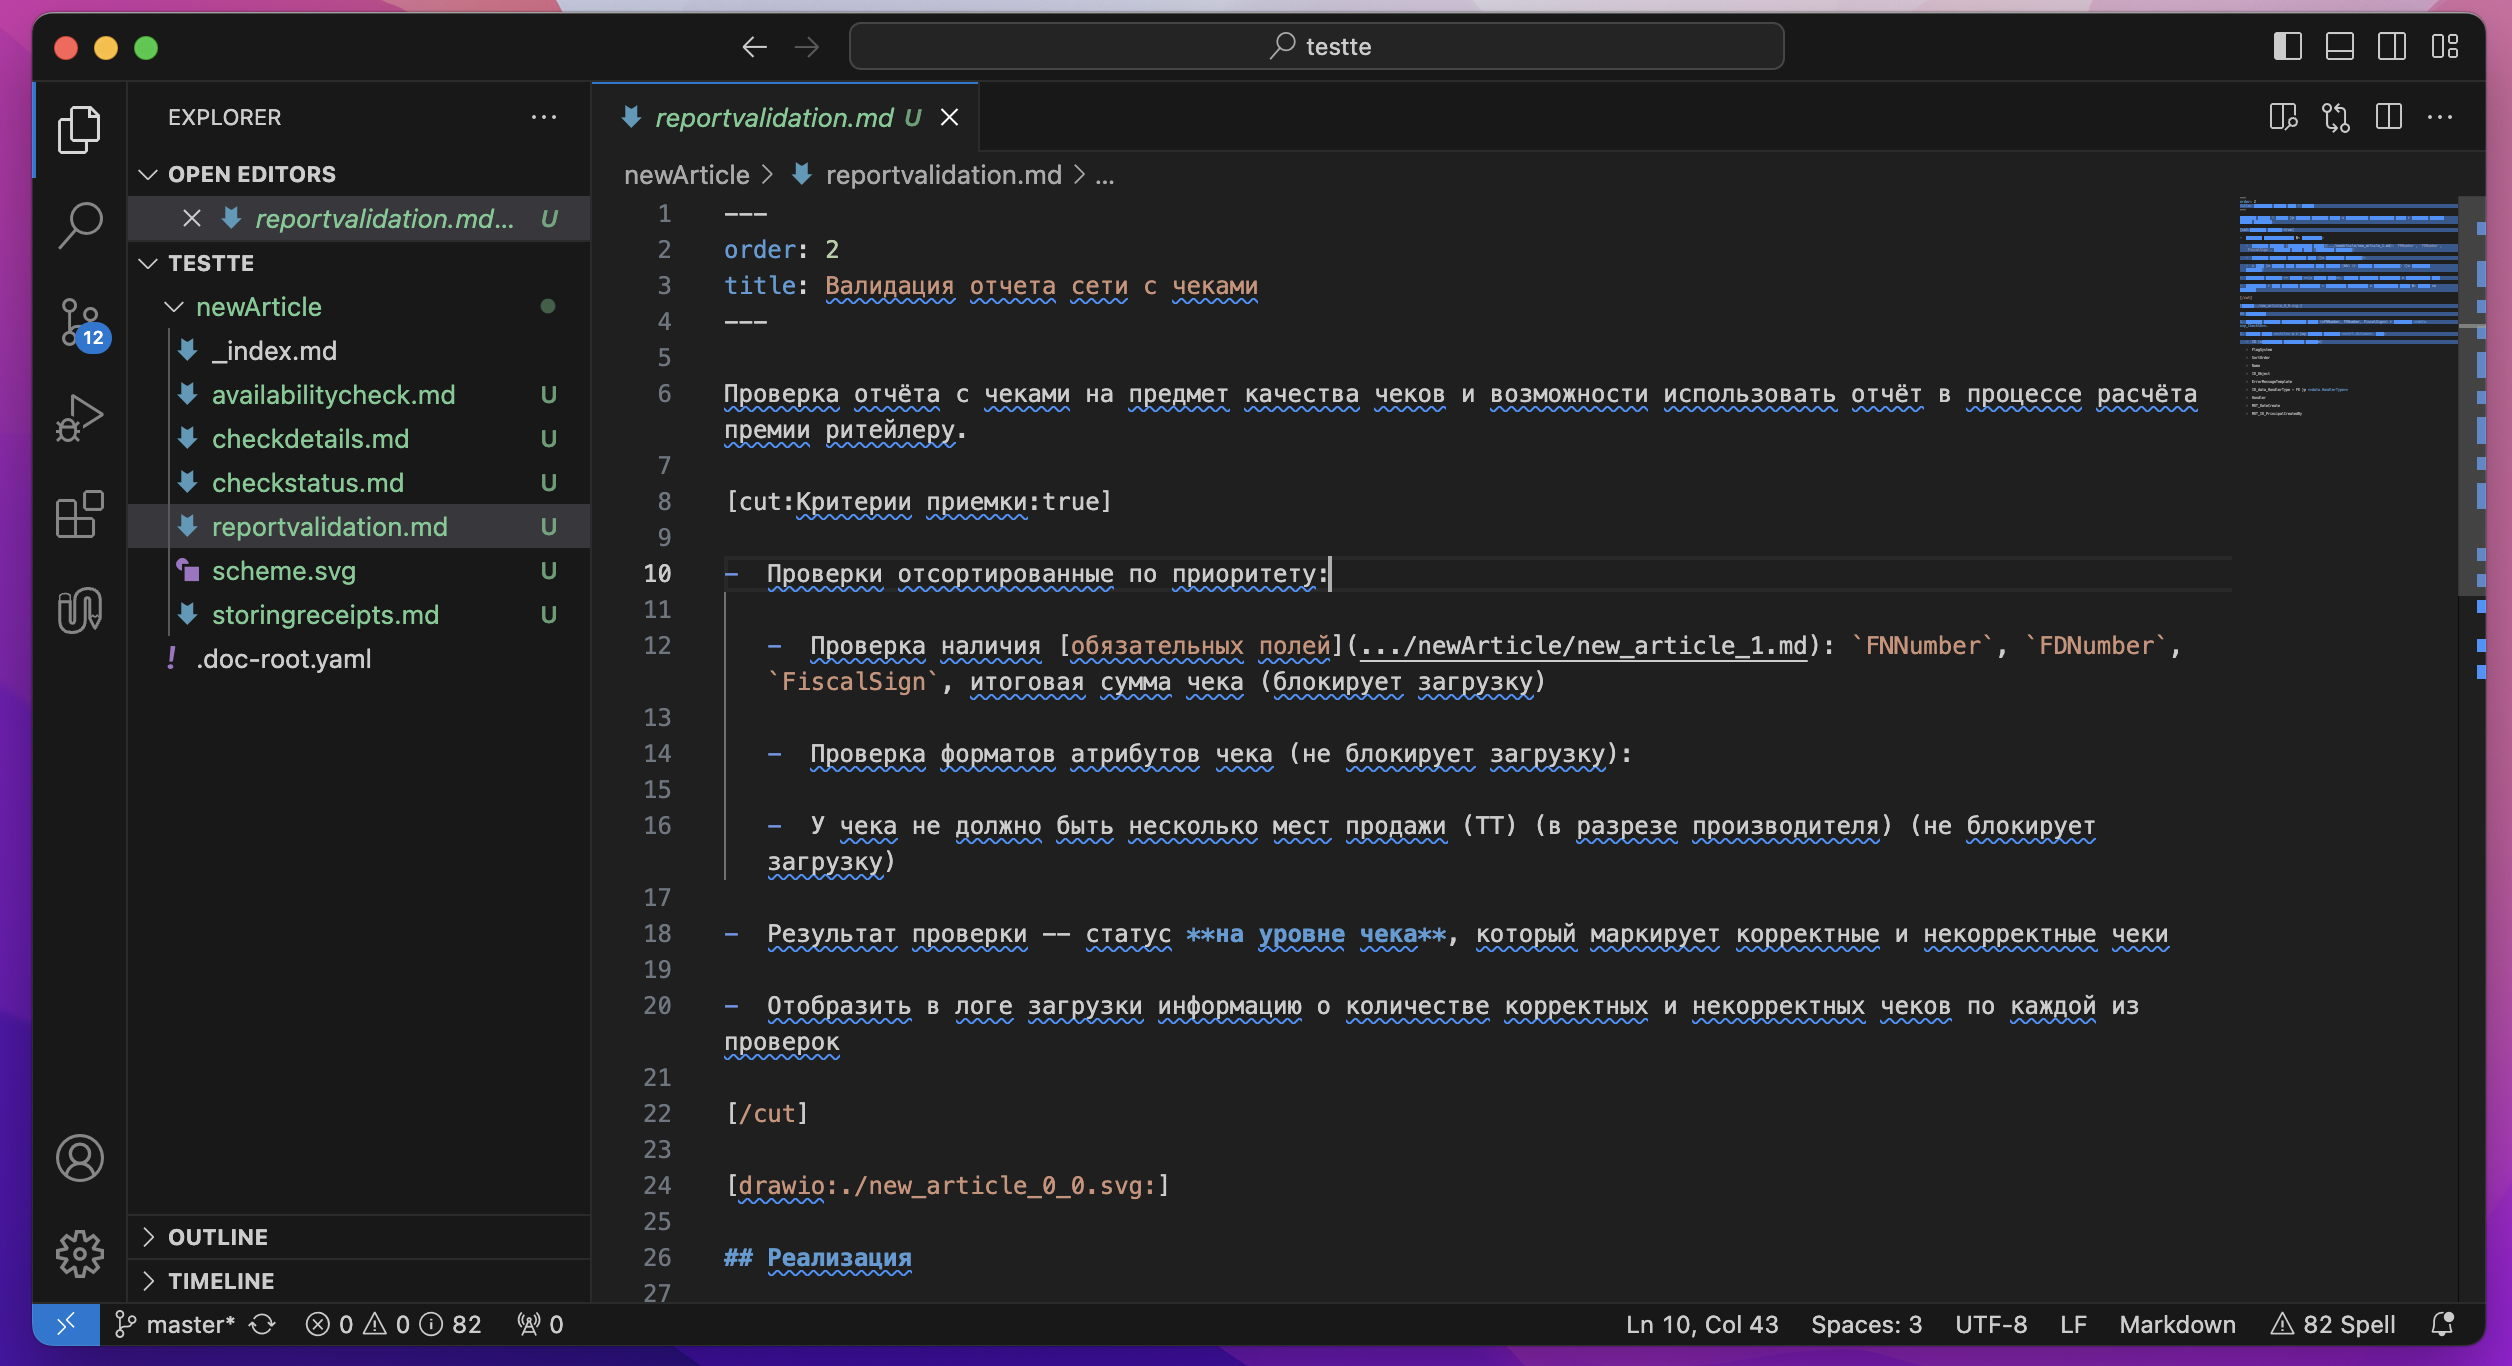 testte
EXPLORER
OPEN EDITORS
reportvalidation.md... U
TESTTE
newArticle
_index.md
availabilitycheck.md U
checkdetails.md U
checkstatus.md U
reportvalidation.md U
scheme.svg U
storingreceipts.md U
! .doc-root.yaml
12
OUTLINE
TIMELINE
reportvalidation.md U
newArticle > reportvalidation.md > ...
1 ---
2 order: 2
3 title: Валидация отчета сети с чеками
4 ---
5
6 Проверка отчёта с чеками на предмет качества чеков и возможности использовать отчёт в процессе расчёта
премии ритейлеру.
7
8 [cut:Критерии приемки:true]
9
10 - Проверки отсортированные по приоритету:
11
12 - Проверка наличия [обязательных полей](.../newArticle/new_article_1.md): `FNNumber`, `FDNumber`,
`FiscalSign`, итоговая сумма чека (блокирует загрузку)
13
14 - Проверка форматов атрибутов чека (не блокирует загрузку):
15
16 - У чека не должно быть несколько мест продажи (ТТ) (в разрезе производителя) (не блокирует
загрузку)
17
18 - Результат проверки -- статус **на уровне чека**, который маркирует корректные и некорректные чеки
19
20 - Отобразить в логе загрузки информацию о количестве корректных и некорректных чеков по каждой из
проверок
21
22 [/cut]
23
24 [drawio:./new_article_0_0.svg:]
25
26 ## Реализация
27
master* 0 0 82 0
Ln 10, Col 43 Spaces: 3 UTF-8 LF Markdown 82 Spell